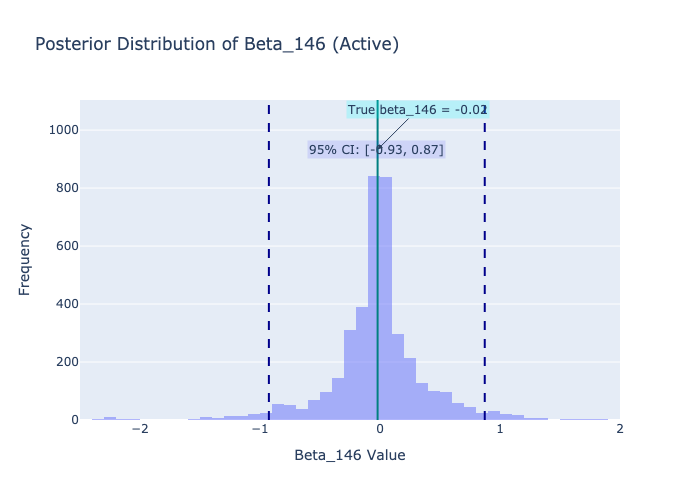 Posterior Distribution of Beta_146 (Active)
True beta_146 = -0.02
95% CI: [-0.93, 0.87]
1000
800
600
400
200
0
Frequency
−2
−1
0
1
2
Beta_146 Value